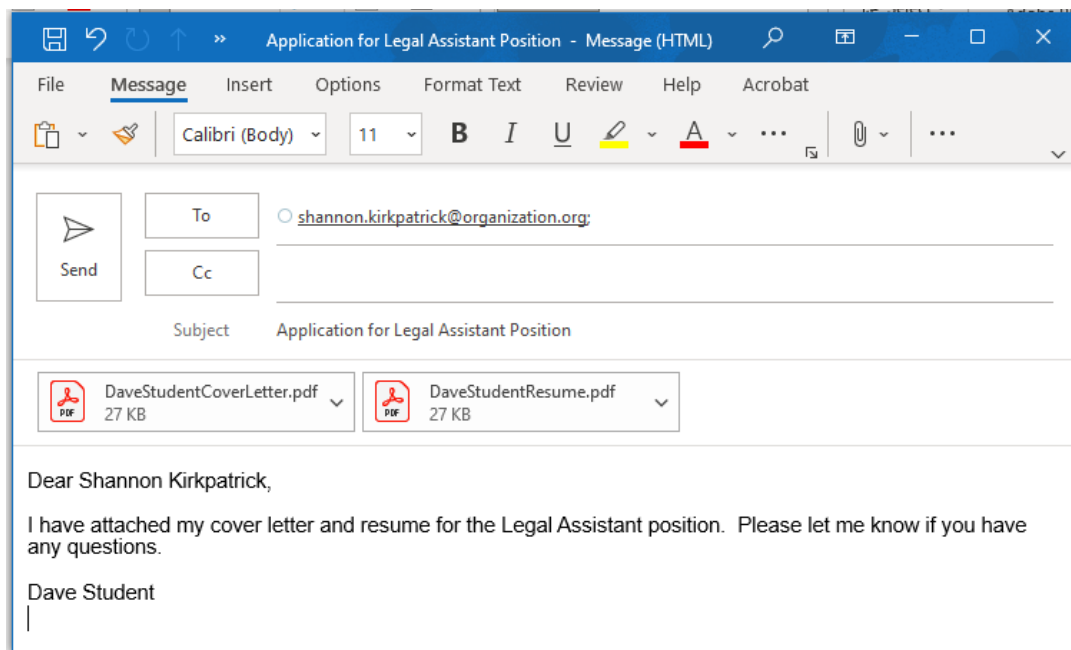 Application for Legal Assistant Position - Message (HTML)
File Message Insert Options Format Text Review Help Acrobat
Calibri (Body) 11 B I U A
To shannon.kirkpatrick@organization.org;
Send Cc
Subject Application for Legal Assistant Position
DaveStudentCoverLetter.pdf DaveStudentResume.pdf
PDF 27 KB PDF 27 KB
Dear Shannon Kirkpatrick,
I have attached my cover letter and resume for the Legal Assistant position.  Please let me know if you have
any questions.
Dave Student